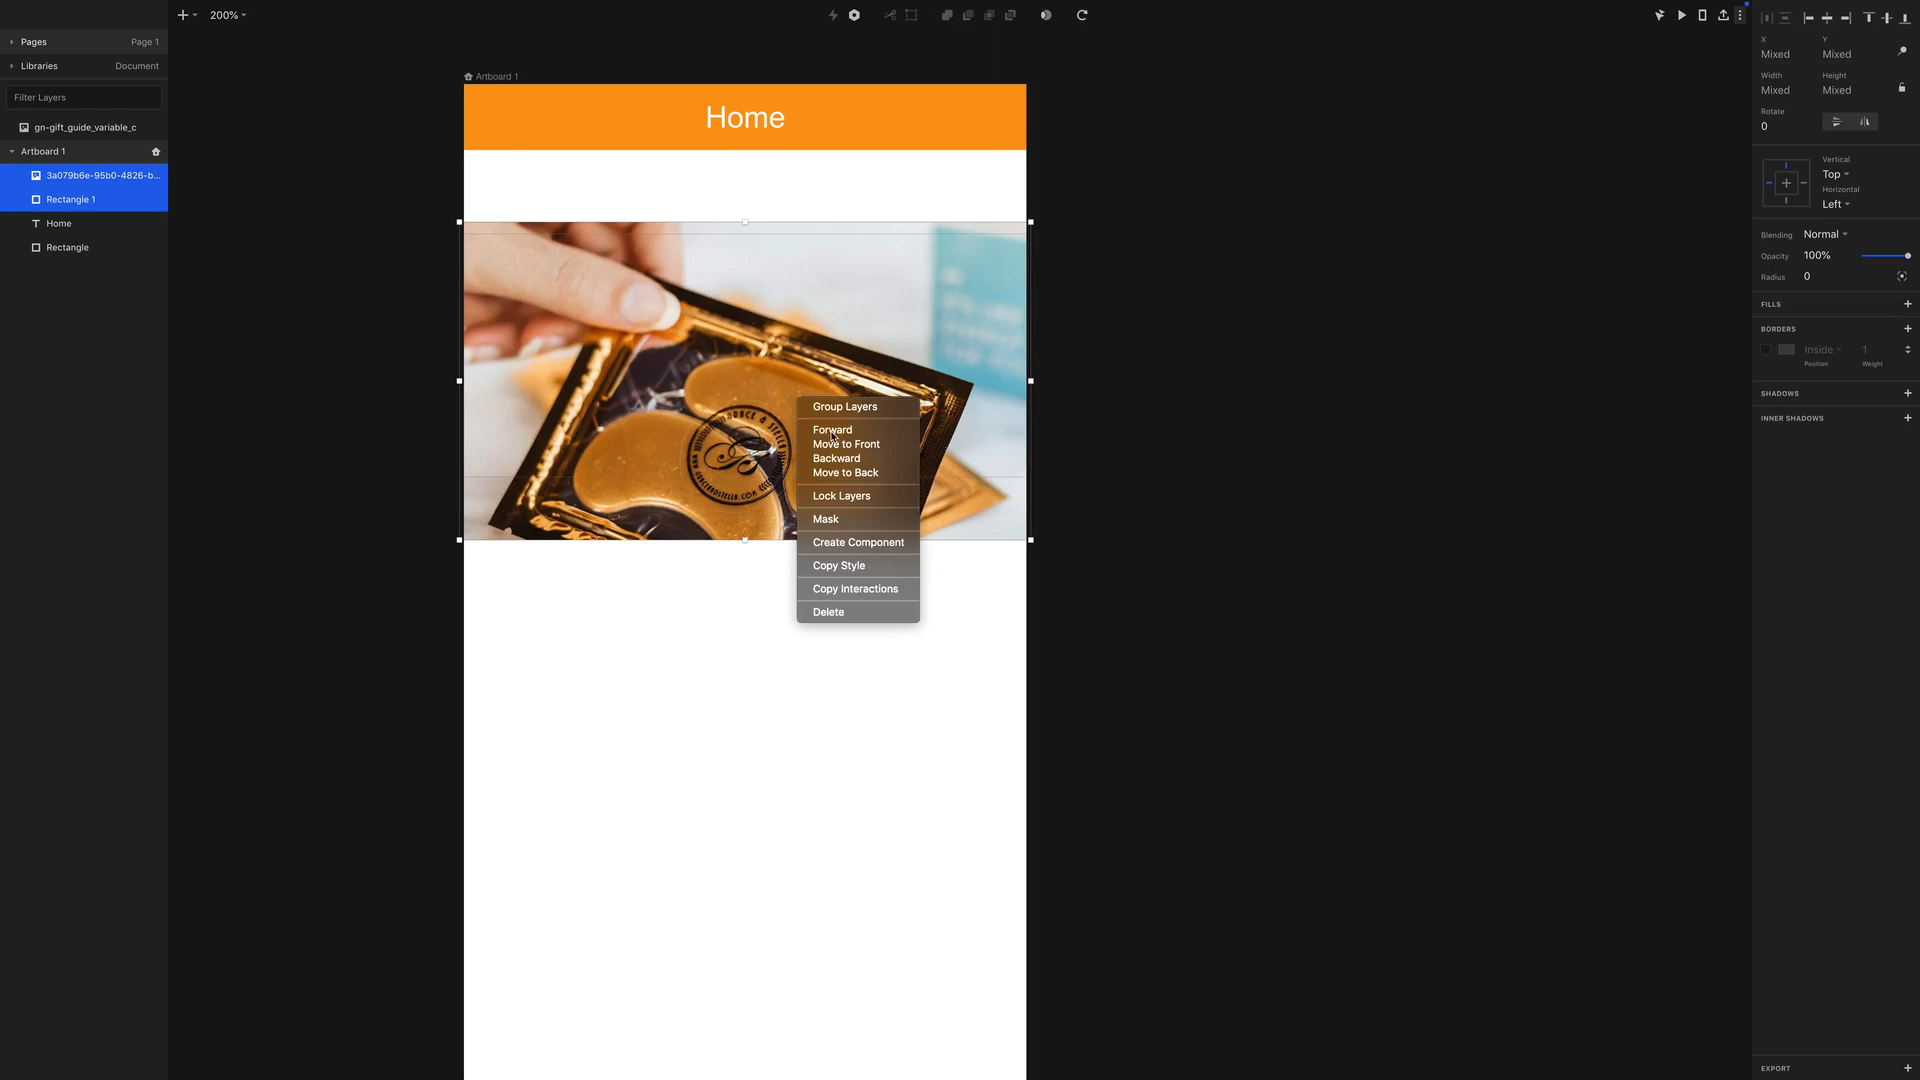 200%
Pages
Page 1
Libraries
Document
Filter Layers
gn-gift_guide_variable_c
Artboard 1
3a079b6e-95b0-4826-b...
Rectangle 1
Home
Rectangle
Artboard 1
Home
Group Layers
Forward
Move to Front
Backward
Move to Back
Lock Layers
Mask
Create Component
Copy Style
Copy Interactions
Delete
X
Y
Mixed
Mixed
Width
Height
Mixed
Mixed
Rotate
0
Vertical
Top
Horizontal
Left
Blending
Normal
Opacity
100%
Radius
0
FILLS
BORDERS
Inside
1
Position
Weight
SHADOWS
INNER SHADOWS
EXPORT